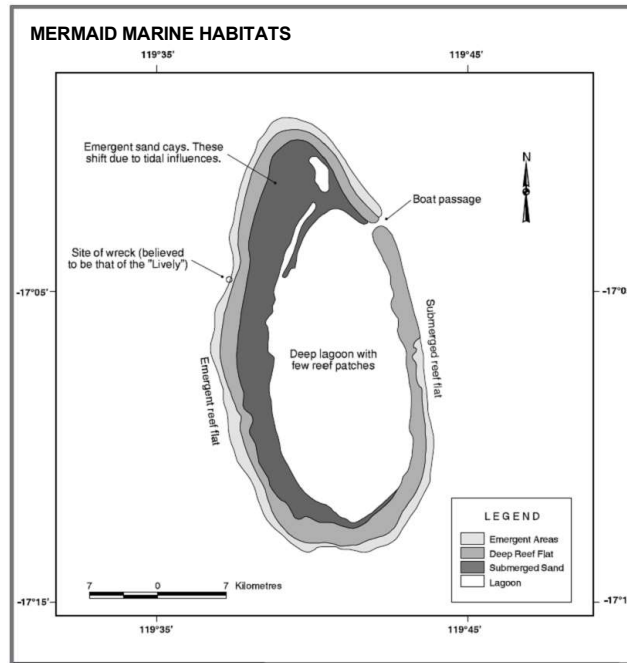 MERMAID MARINE HABITATS
119°35'
119°45'
Emergent sand cays. These
shift due to tidal influences.
N
Boat passage
Site of wreck (believed
to be that of the "Lively")
-17°05'
Submerged reef flat
Deep lagoon with
few reef patches
Emergent reef flat
LEGEND
Emergent Areas
Deep Reef Flat
Submerged Sand
Lagoon
7 0 7 Kilometres
-17°15'
119°35'
119°45'